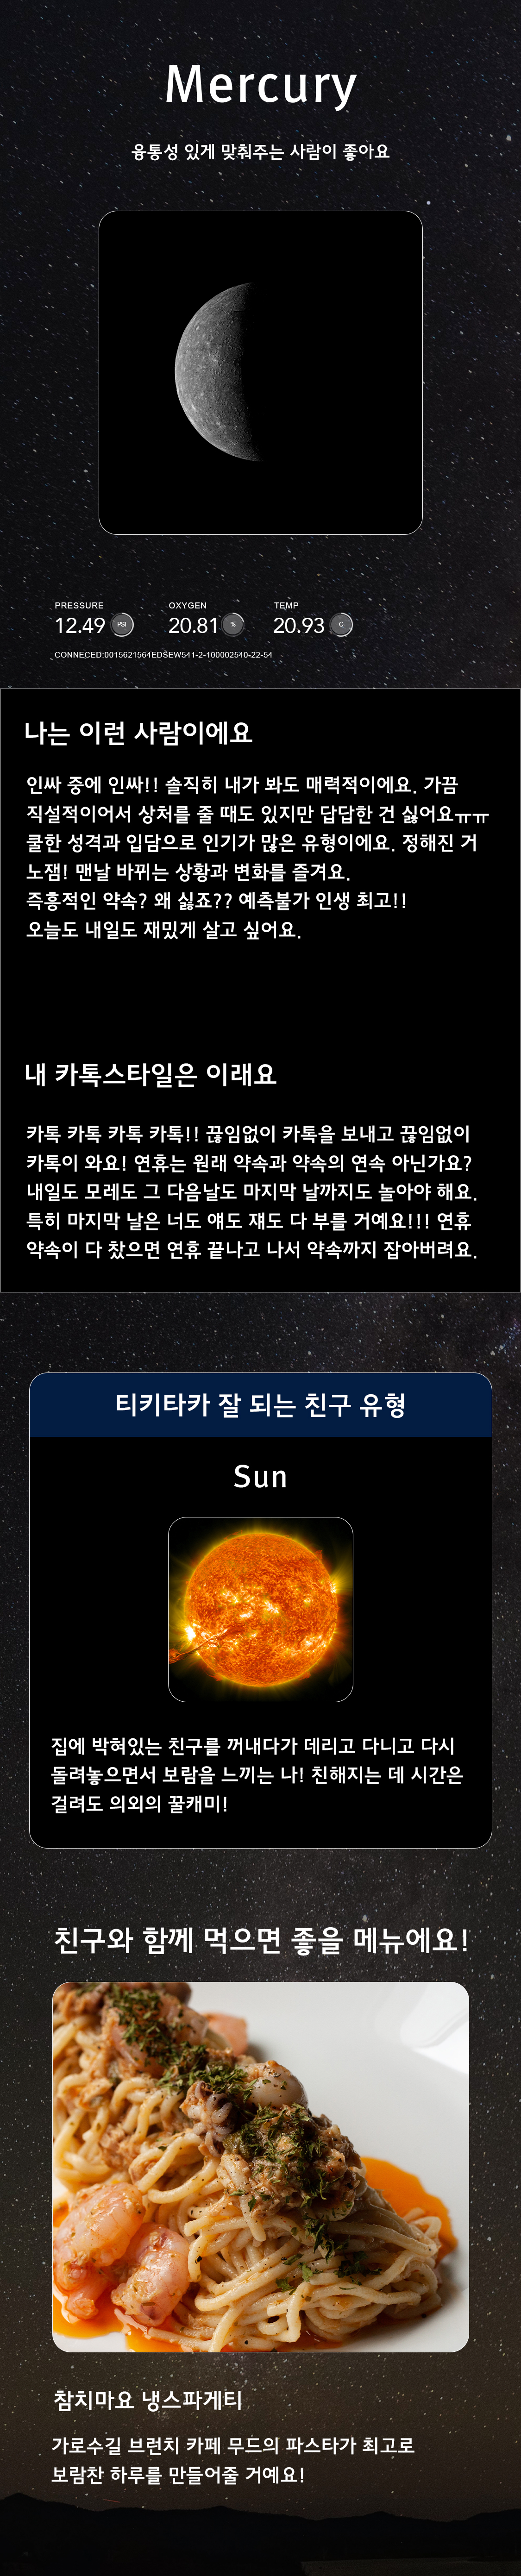 Mercury
융통성 있게 맞춰주는 사람이 좋아요
PRESSURE OXYGEN TEMP
12.49 PSI 20.81 % 20.93 C
CONNECED:0015621564EDSEW541-2-100002540-22-54
나는 이런 사람이에요
인싸 중에 인싸!! 솔직히 내가 봐도 매력적이에요. 가끔
직설적이어서 상처를 줄 때도 있지만 답답한 건 싫어요ㅠㅠ
쿨한 성격과 입담으로 인기가 많은 유형이에요. 정해진 거
노잼! 맨날 바뀌는 상황과 변화를 즐겨요.
즉흥적인 약속? 왜 싫죠?? 예측불가 인생 최고!!
오늘도 내일도 재밌게 살고 싶어요.
내 카톡스타일은 이래요
카톡 카톡 카톡 카톡!! 끊임없이 카톡을 보내고 끊임없이
카톡이 와요! 연휴는 원래 약속과 약속의 연속 아닌가요?
내일도 모레도 그 다음날도 마지막 날까지도 놀아야 해요.
특히 마지막 날은 너도 얘도 쟤도 다 부를 거예요!!! 연휴
약속이 다 찼으면 연휴 끝나고 나서 약속까지 잡아버려요.
티키타카 잘 되는 친구 유형
Sun
집에 박혀있는 친구를 꺼내다가 데리고 다니고 다시
돌려놓으면서 보람을 느끼는 나! 친해지는 데 시간은
걸려도 의외의 꿀캐미!
친구와 함께 먹으면 좋을 메뉴에요!
참치마요 냉스파게티
가로수길 브런치 카페 무드의 파스타가 최고로
보람찬 하루를 만들어줄 거예요!